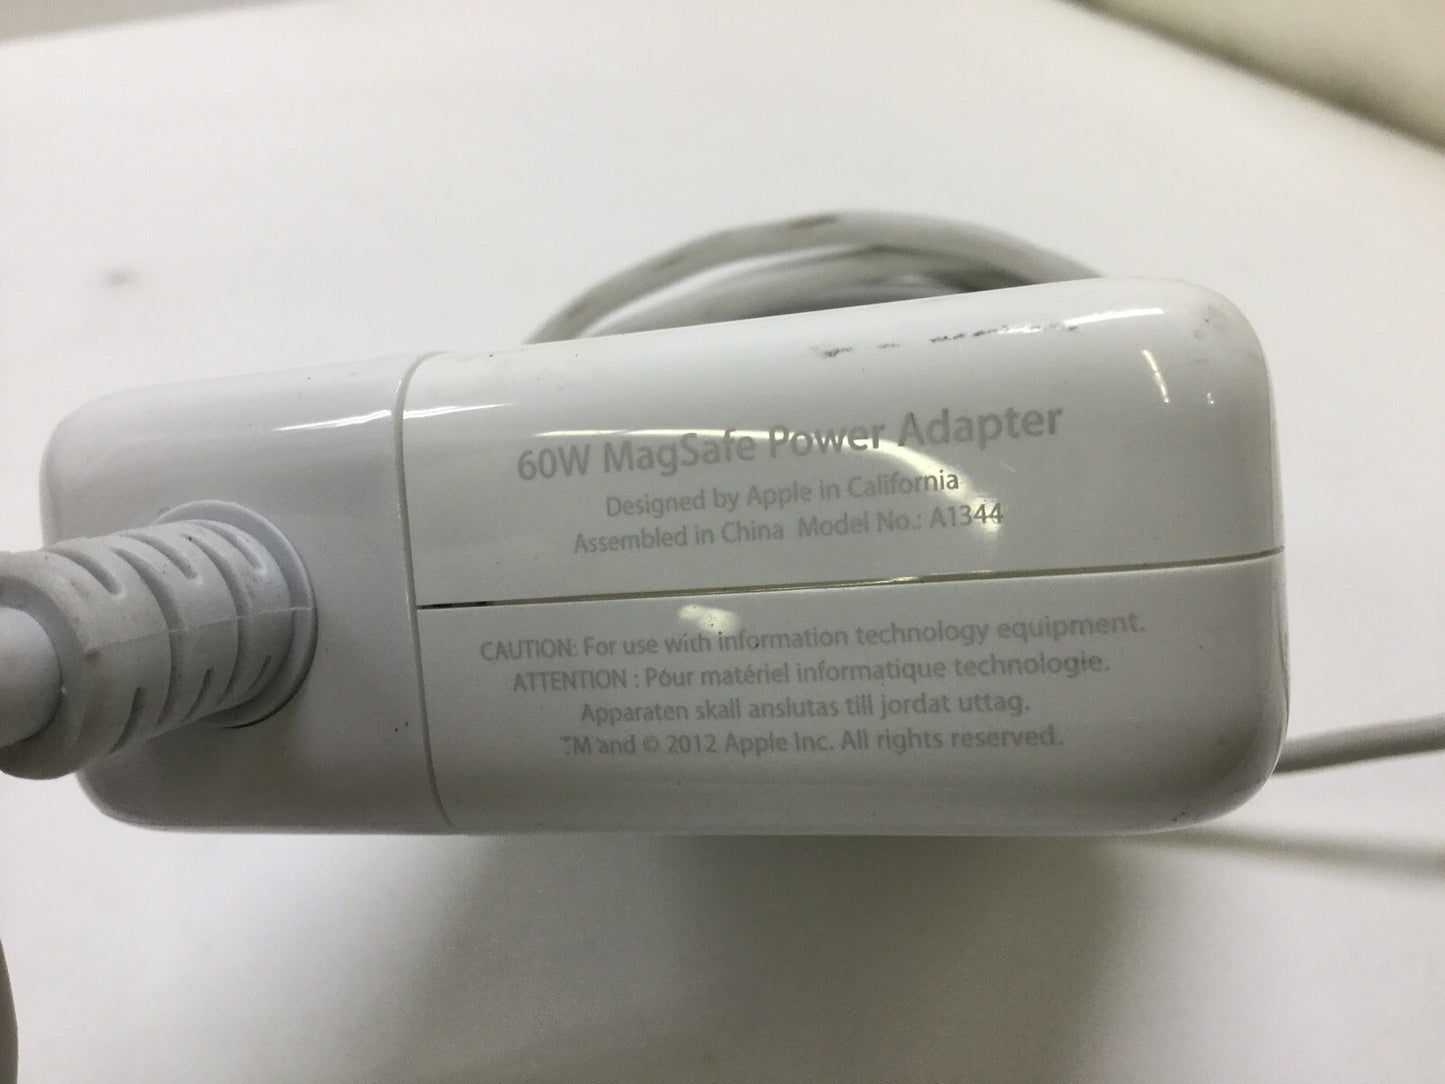 60W MagSafe Power Adapter
Designed by Apple in California
Assembled in China Model No.: A1344
CAUTION: For use with information technology equipment.
ATTENTION : Pour matériel informatique technologie.
Apparaten skall anslutas till jordat uttag.
TM and © 2012 Apple Inc. All rights reserved.